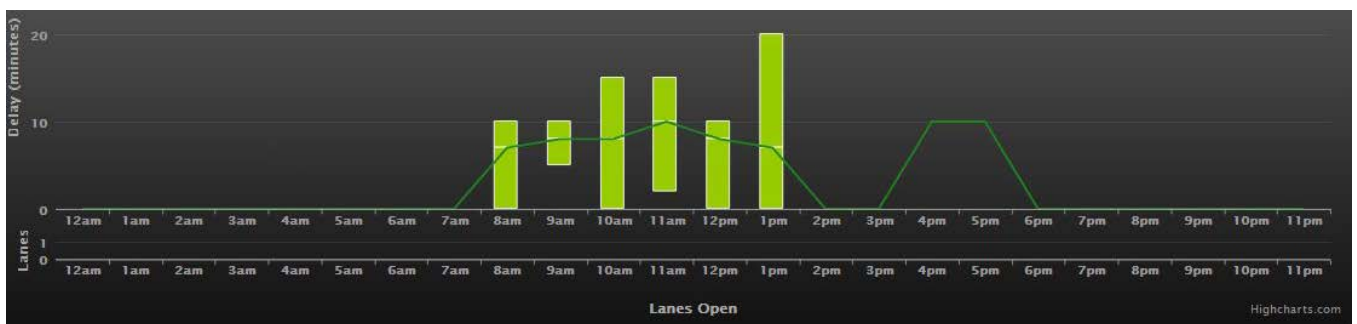 Delay (minutes)
20
10
0
12am 1am 2am 3am 4am 5am 6am 7am 8am 9am 10am 11am 12pm 1pm 2pm 3pm 4pm 5pm 6pm 7pm 8pm 9pm 10pm 11pm
Lanes
1
0
12am 1am 2am 3am 4am 5am 6am 7am 8am 9am 10am 11am 12pm 1pm 2pm 3pm 4pm 5pm 6pm 7pm 8pm 9pm 10pm 11pm
Lanes Open
Highcharts.com